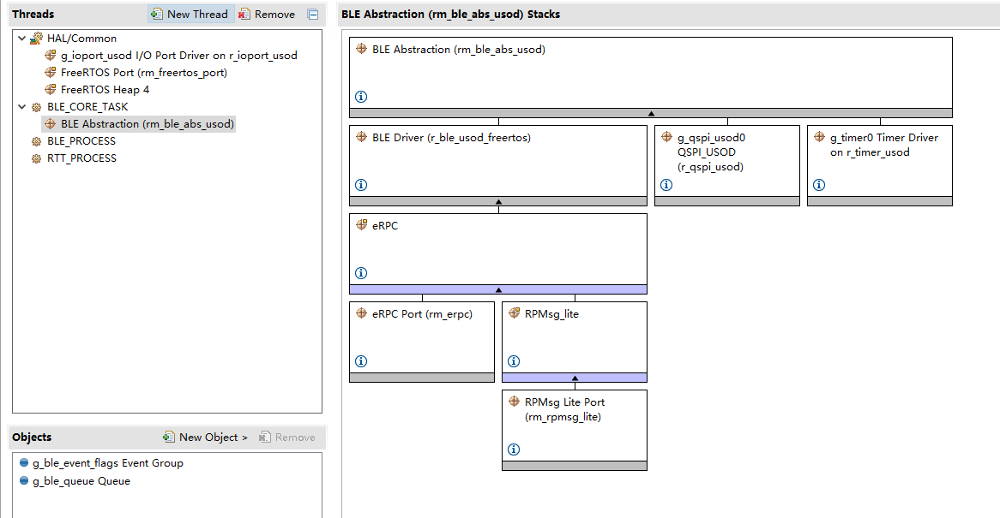 Threads
New Thread
Remove
HAL/Common
g_ioport_usod I/O Port Driver on r_ioport_usod
FreeRTOS Port (rm_freertos_port)
FreeRTOS Heap 4
BLE_CORE_TASK
BLE Abstraction (rm_ble_abs_usod)
BLE_PROCESS
RTT_PROCESS
Objects
New Object >
Remove
g_ble_event_flags Event Group
g_ble_queue Queue
BLE Abstraction (rm_ble_abs_usod) Stacks
BLE Abstraction (rm_ble_abs_usod)
BLE Driver (r_ble_usod_freertos)
g_qspi_usod0
QSPI_USOD
(r_qspi_usod)
g_timer0 Timer Driver
on r_timer_usod
eRPC
eRPC Port (rm_erpc)
RPMsg_lite
RPMsg Lite Port
(rm_rpmsg_lite)